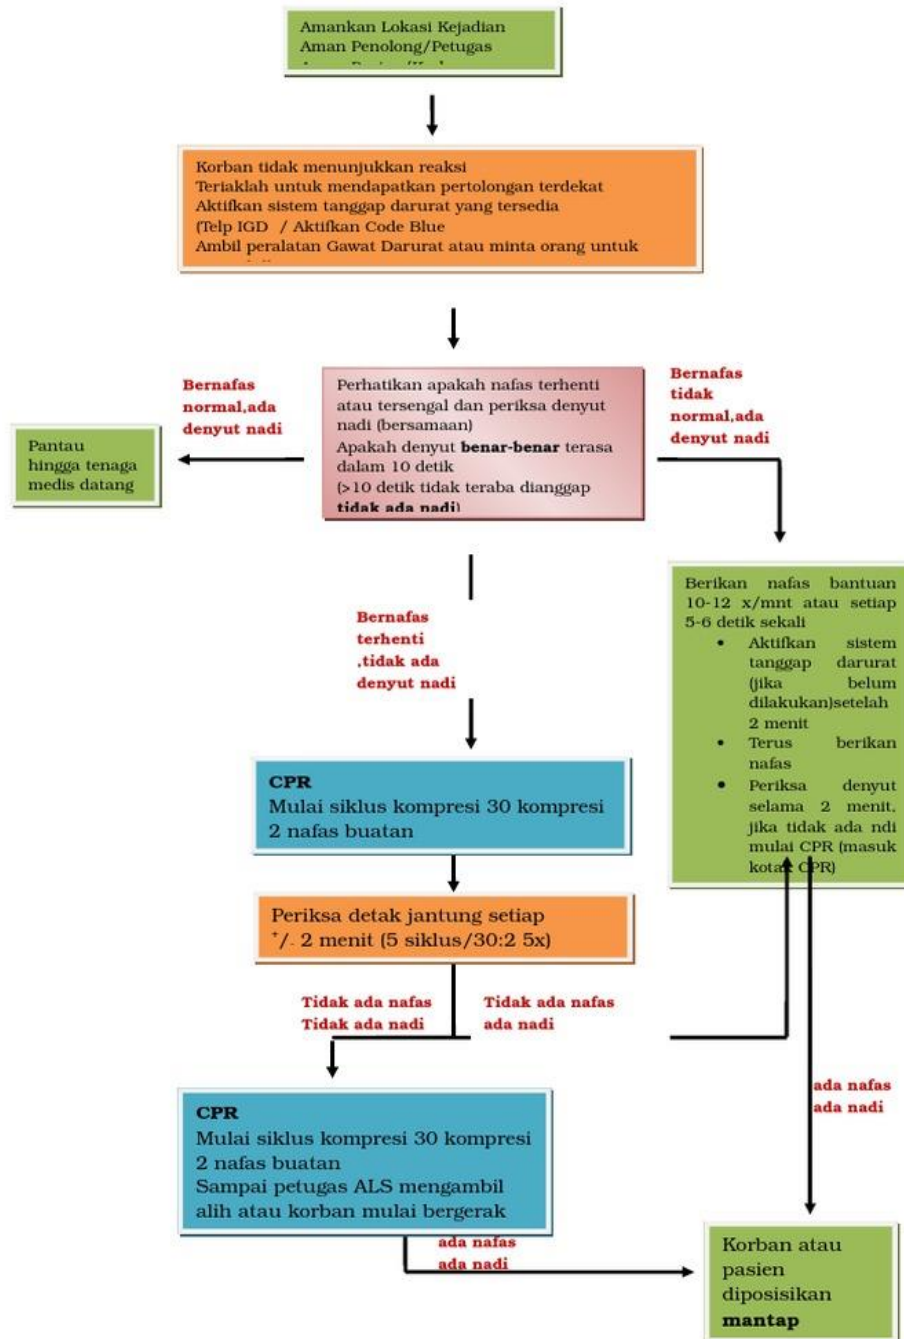 Amankan Lokasi Kejadian
Aman Penolong/Petugas
Korban tidak menunjukkan reaksi
Teriaklah untuk mendapatkan pertolongan terdekat
Aktifkan sistem tanggap darurat yang tersedia
(Telp IGD / Aktifkan Code Blue
Ambil peralatan Gawat Darurat atau minta orang untuk
Bernafas
normal,ada
denyut nadi
Pantau
hingga tenaga
medis datang
Perhatikan apakah nafas terhenti
atau tersengal dan periksa denyut
nadi (bersamaan)
Apakah denyut benar-benar terasa
dalam 10 detik
(>10 detik tidak teraba dianggap
tidak ada nadi)
Bernafas
tidak
normal,ada
denyut nadi
Berikan nafas bantuan
10-12 x/mnt atau setiap
5-6 detik sekali
• Aktifkan sistem
tanggap darurat
(jika belum
dilakukan)setelah
2 menit
• Terus berikan
nafas
• Periksa denyut
selama 2 menit,
jika tidak ada ndi
mulai CPR (masuk
kotak CPR)
Bernafas
terhenti
,tidak ada
denyut nadi
CPR
Mulai siklus kompresi 30 kompresi
2 nafas buatan
Periksa detak jantung setiap
+/- 2 menit (5 siklus/30:2 5x)
Tidak ada nafas
Tidak ada nadi
Tidak ada nafas
ada nadi
CPR
Mulai siklus kompresi 30 kompresi
2 nafas buatan
Sampai petugas ALS mengambil
alih atau korban mulai bergerak
ada nafas
ada nadi
ada nafas
ada nadi
Korban atau
pasien
diposisikan
mantap